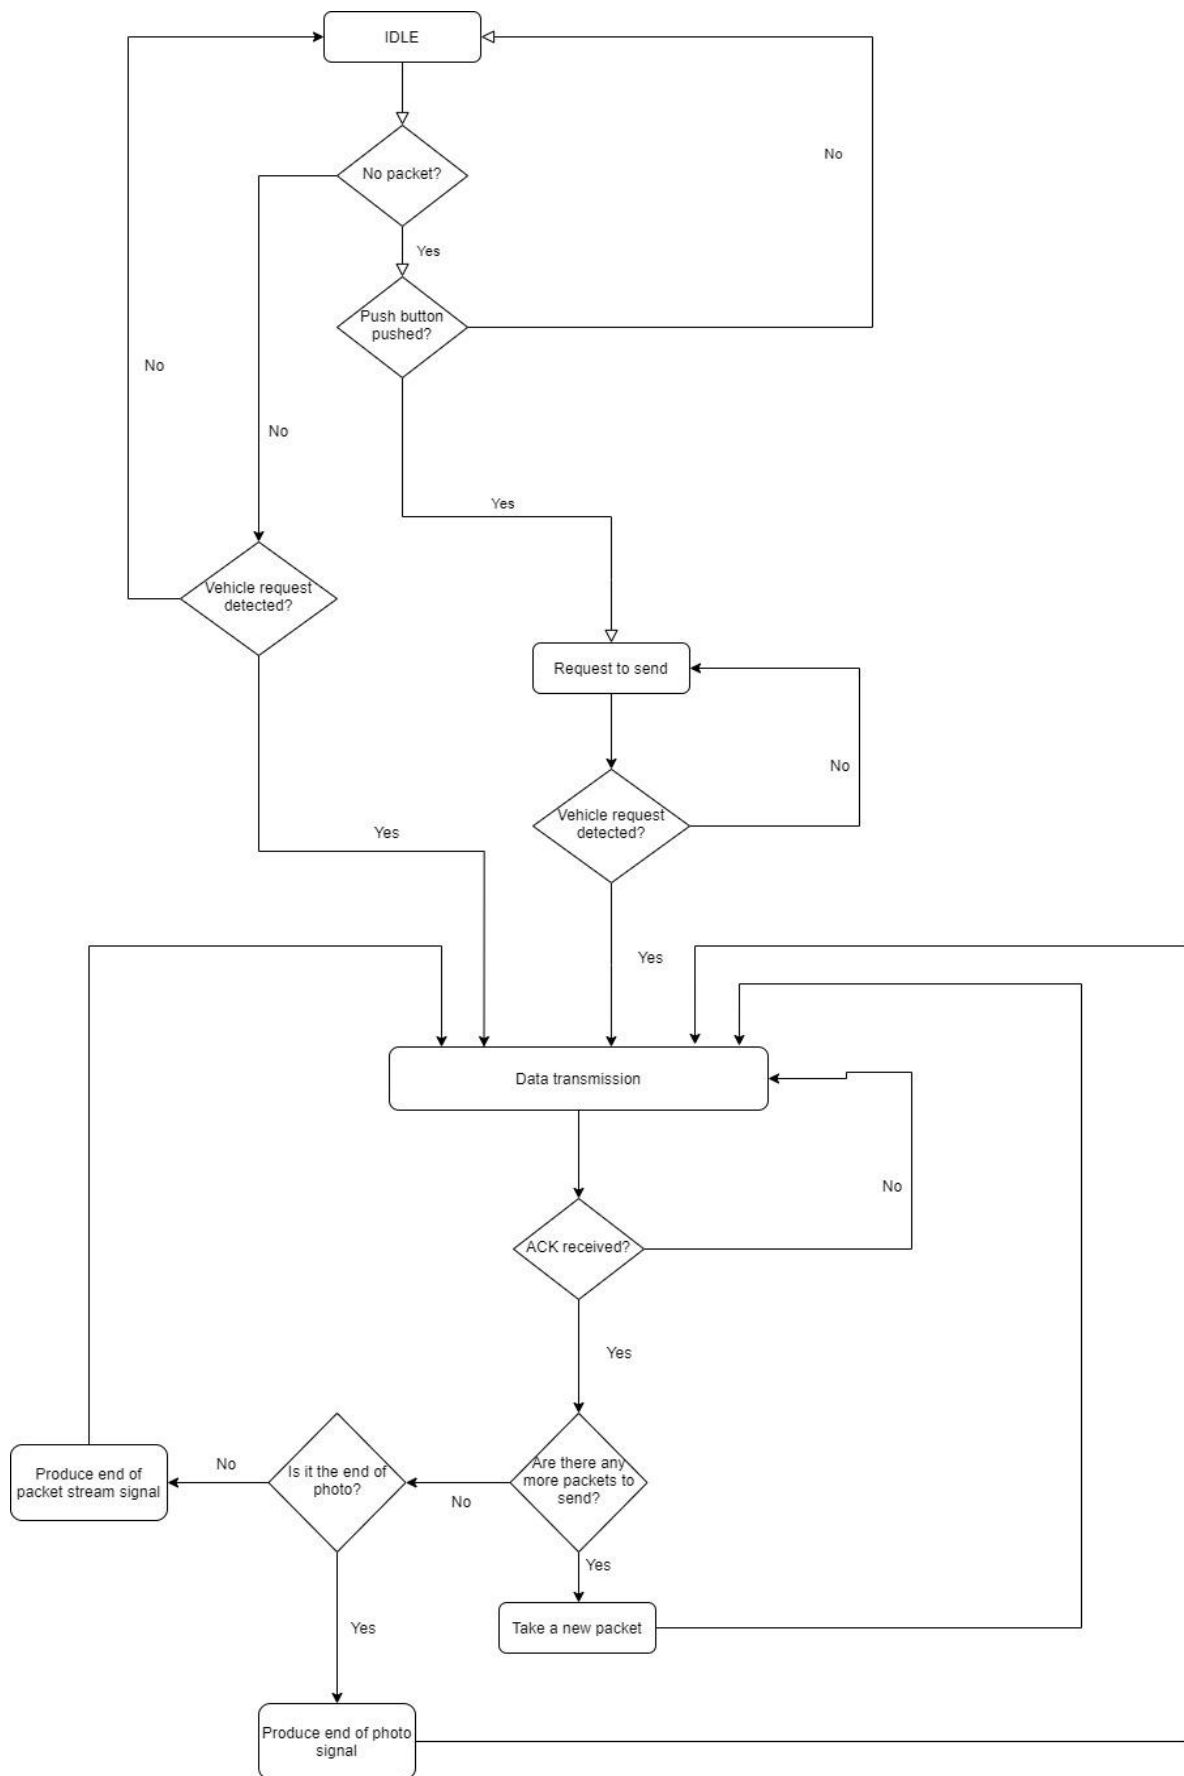 IDLE
No
No packet?
Yes
Push button
pushed?
No
No
Yes
Vehicle request
detected?
Request to send
No
Vehicle request
detected?
Yes
Yes
Data transmission
No
ACK received?
Yes
Are there any
more packets to
send?
No
Is it the end of
photo?
No
Produce end of
packet stream signal
Yes
Take a new packet
Yes
Produce end of photo
signal